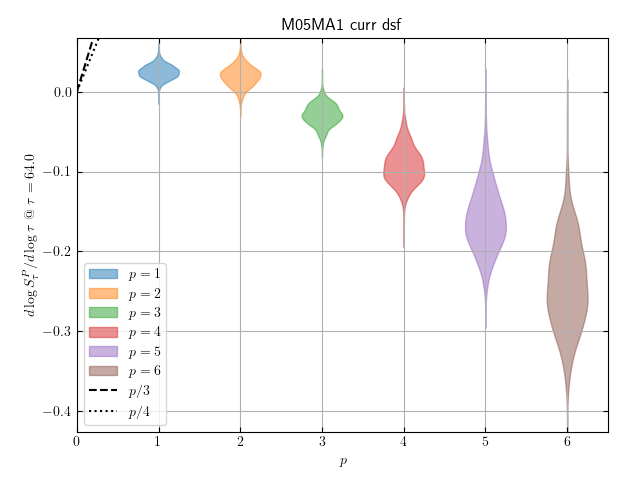 M05MA1 curr dsf
d log S_τ^P / d log τ @ τ = 64.0
0.0
−0.1
−0.2
−0.3
−0.4
p = 1
p = 2
p = 3
p = 4
p = 5
p = 6
p/3
p/4
0 1 2 3 4 5 6
p